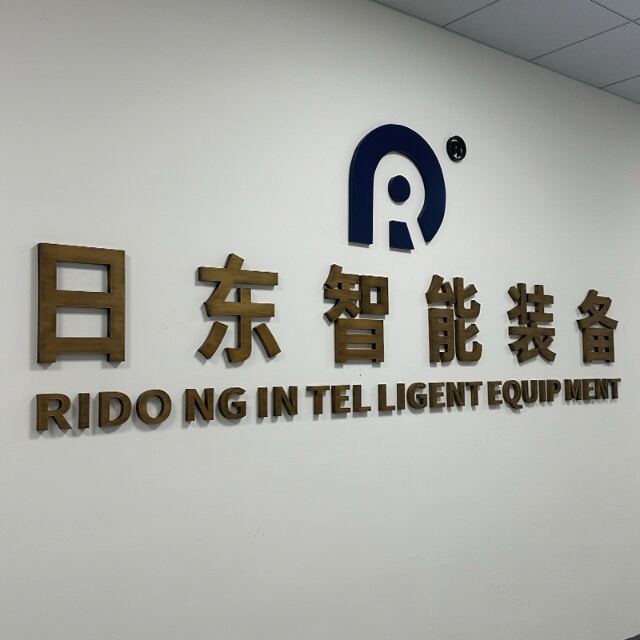 ®
日东智能装备
RIDO NG IN TEL LIGENT EQUIP MENT